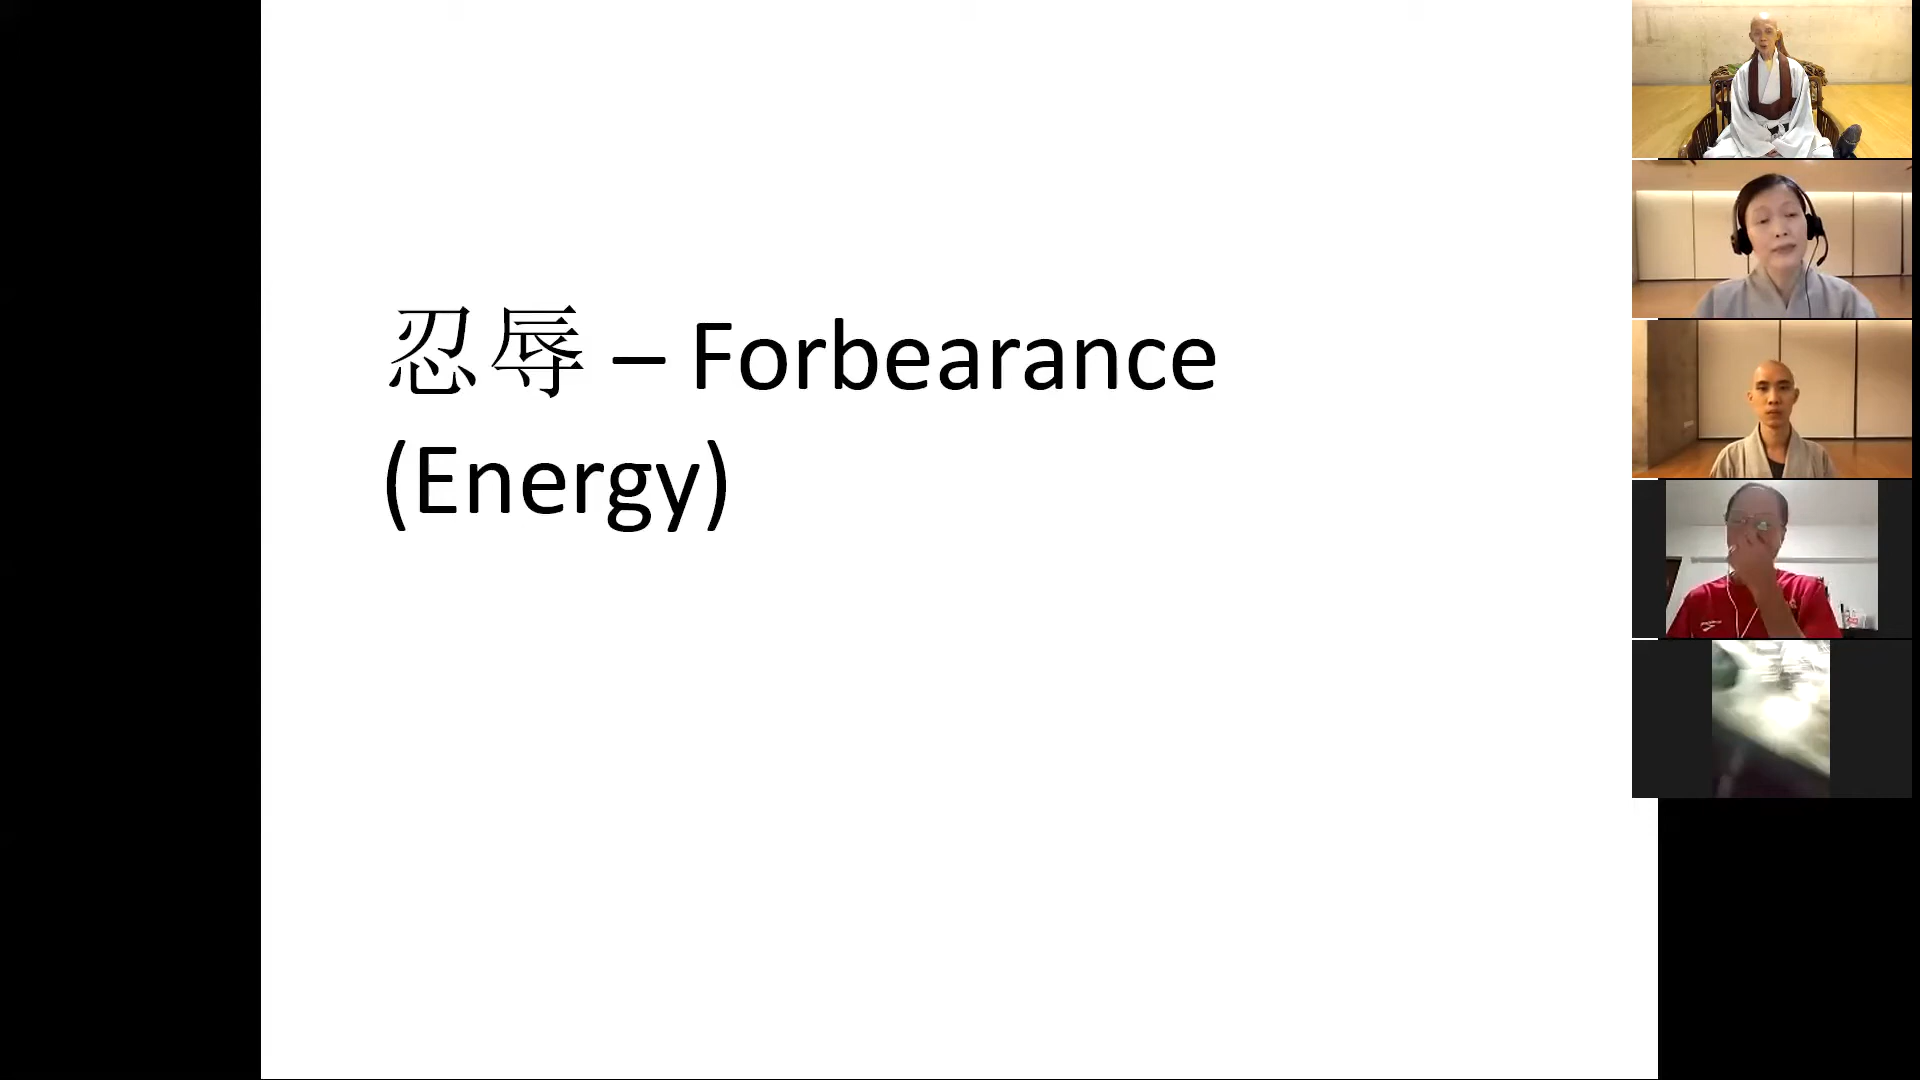 忍辱 – Forbearance
(Energy)